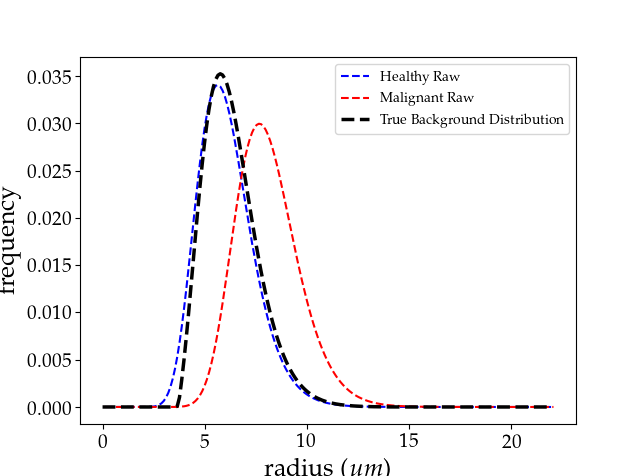 Healthy Raw
Malignant Raw
True Background Distribution
0.035
0.030
0.025
0.020
0.015
0.010
0.005
0.000
frequency
0 5 10 15 20
radius (um)